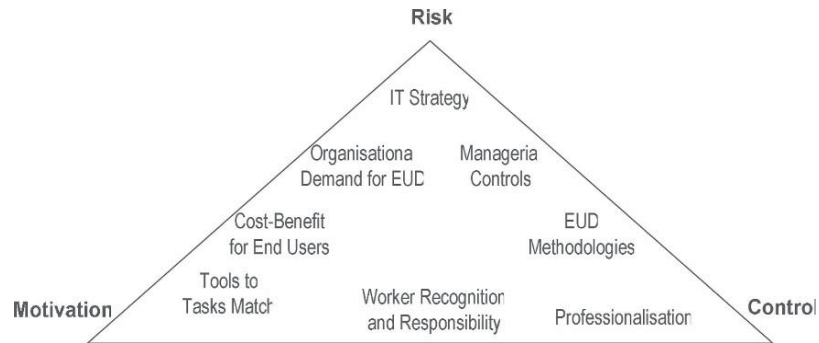 Risk
IT Strategy
Organisationa
Demand for EUD
Manageria
Controls
Cost-Benefit
for End Users
EUD
Methodologies
Tools to
Tasks Match
Motivation
Worker Recognition
and Responsibility
Professionalisation
Control